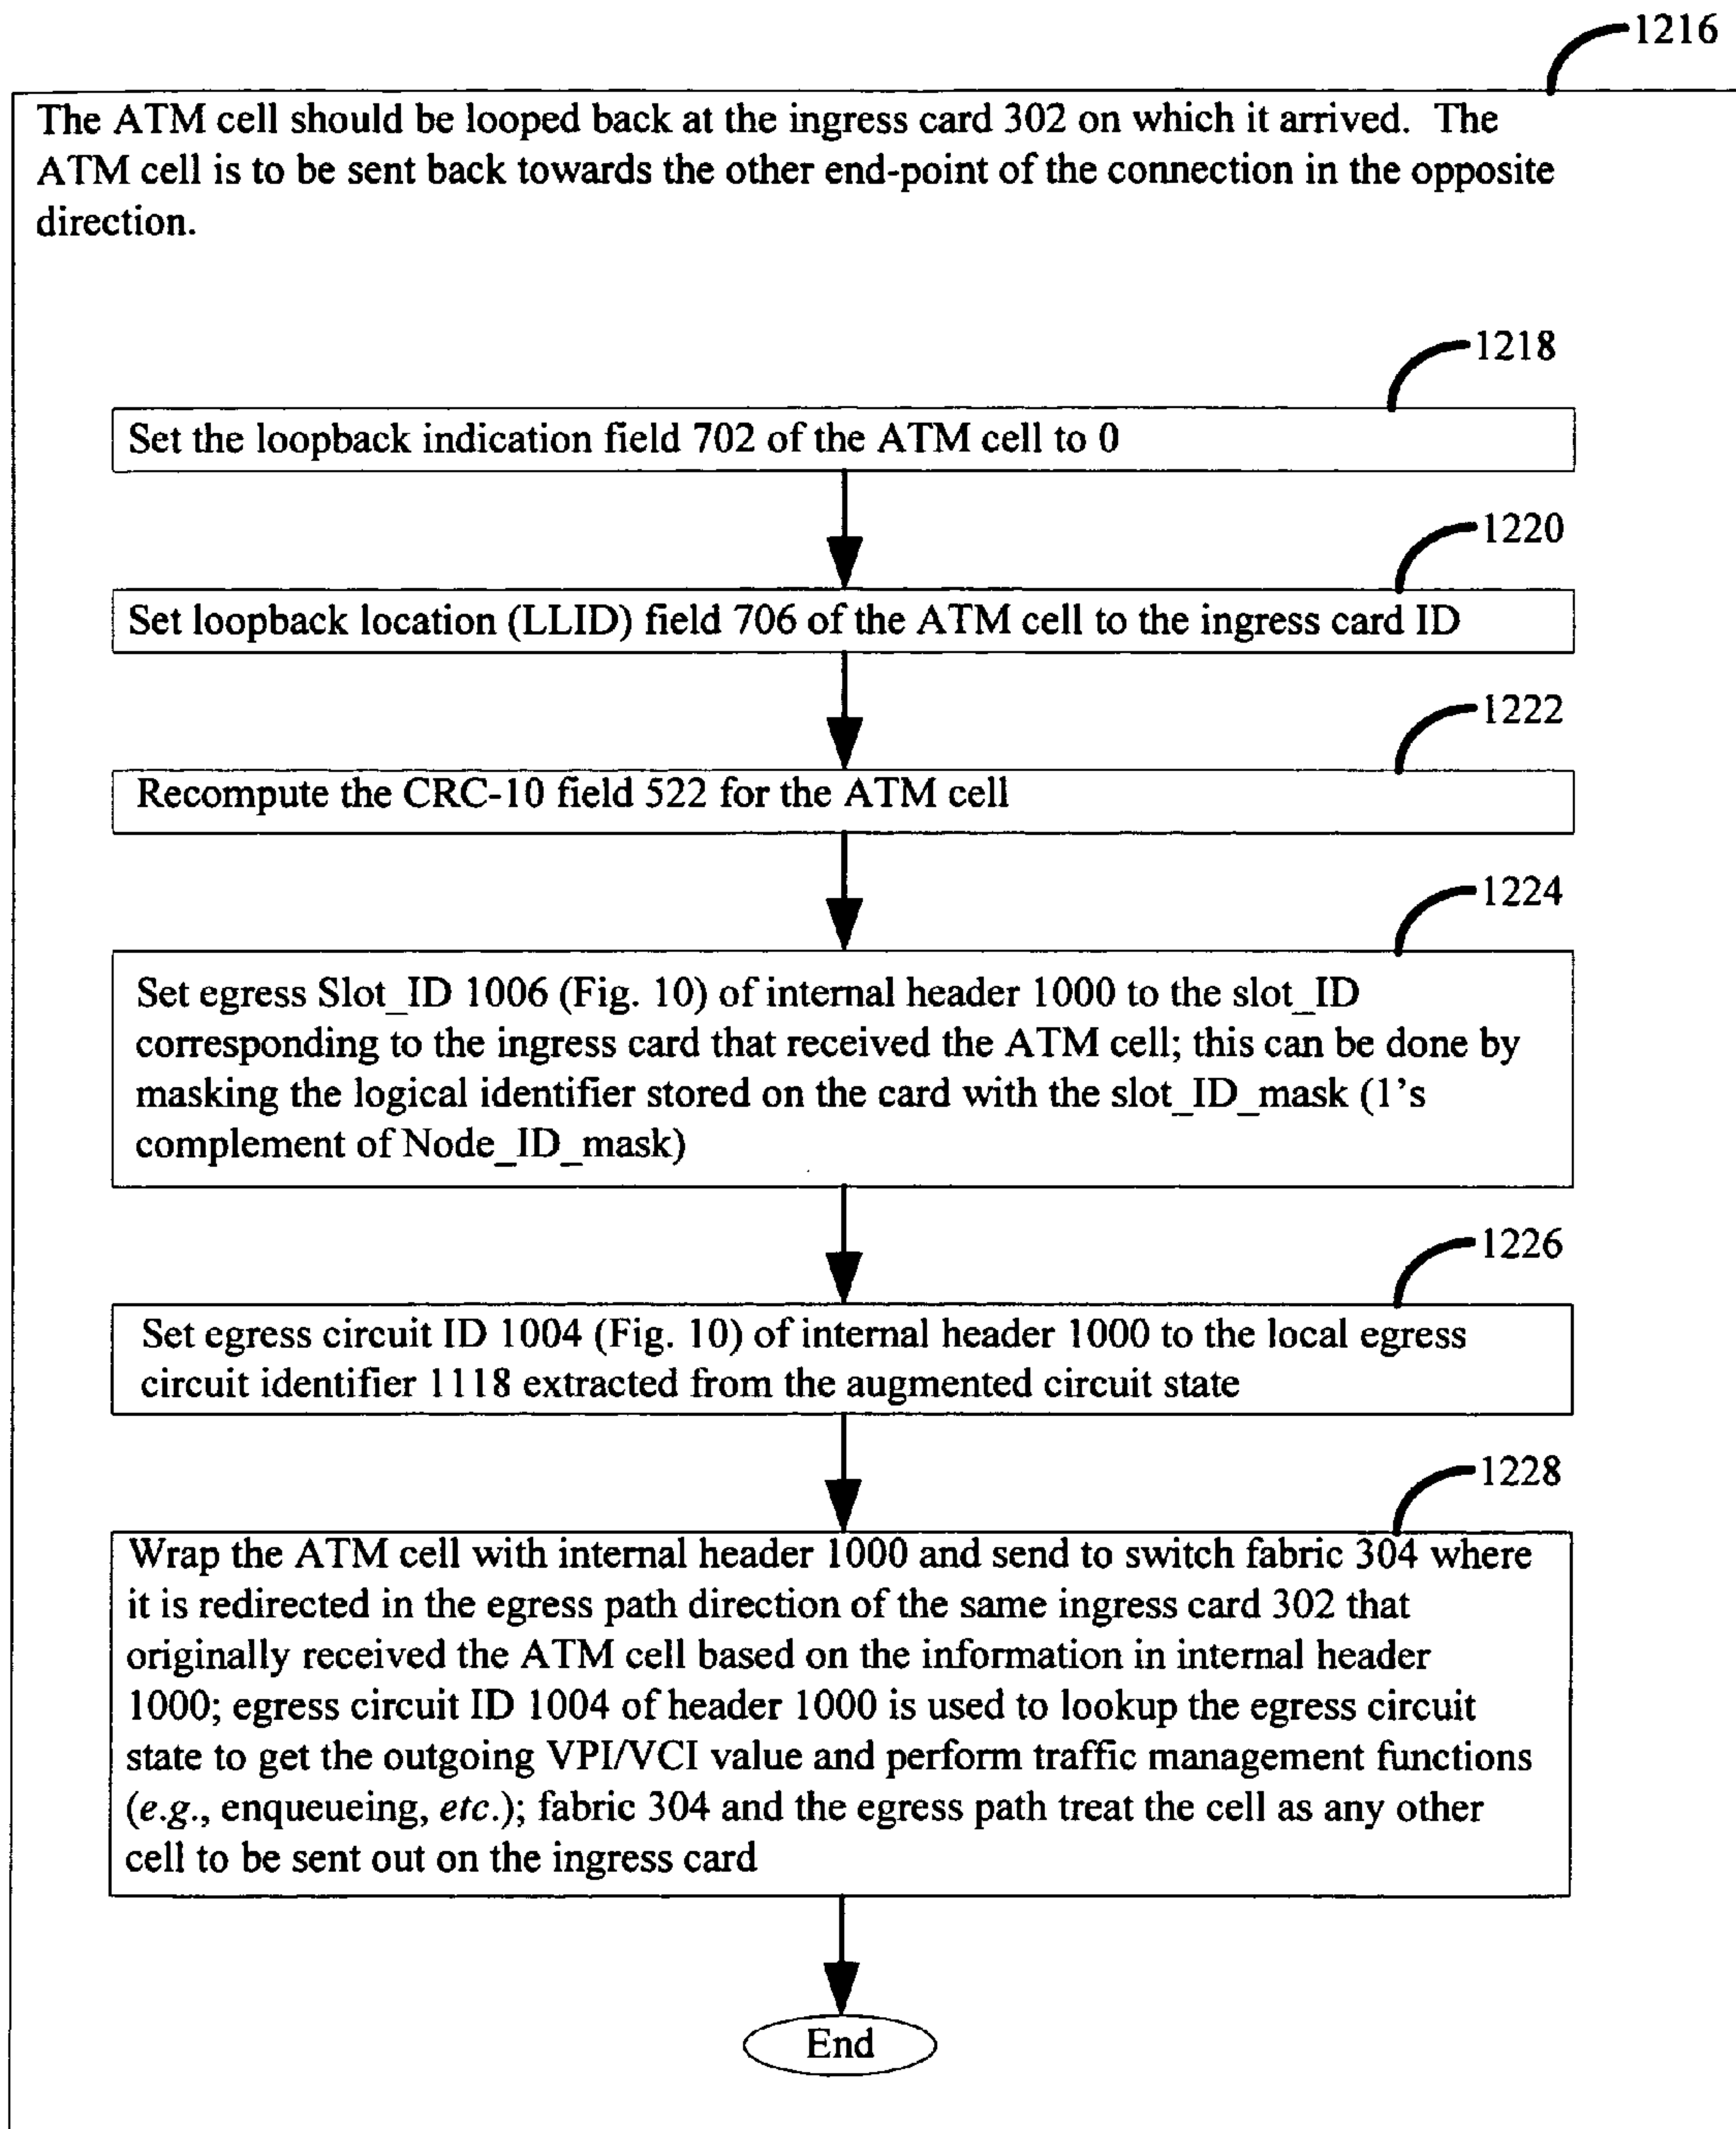 1216
The ATM cell should be looped back at the ingress card 302 on which it arrived. The
ATM cell is to be sent back towards the other end-point of the connection in the opposite
direction.
1218
Set the loopback indication field 702 of the ATM cell to 0
1220
Set loopback location (LLID) field 706 of the ATM cell to the ingress card ID
1222
Recompute the CRC-10 field 522 for the ATM cell
1224
Set egress Slot_ID 1006 (Fig. 10) of internal header 1000 to the slot_ID
corresponding to the ingress card that received the ATM cell; this can be done by
masking the logical identifier stored on the card with the slot_ID_mask (1's
complement of Node_ID_mask)
1226
Set egress circuit ID 1004 (Fig. 10) of internal header 1000 to the local egress
circuit identifier 1118 extracted from the augmented circuit state
1228
Wrap the ATM cell with internal header 1000 and send to switch fabric 304 where
it is redirected in the egress path direction of the same ingress card 302 that
originally received the ATM cell based on the information in internal header
1000; egress circuit ID 1004 of header 1000 is used to lookup the egress circuit
state to get the outgoing VPI/VCI value and perform traffic management functions
(e.g., enqueueing, etc.); fabric 304 and the egress path treat the cell as any other
cell to be sent out on the ingress card
End